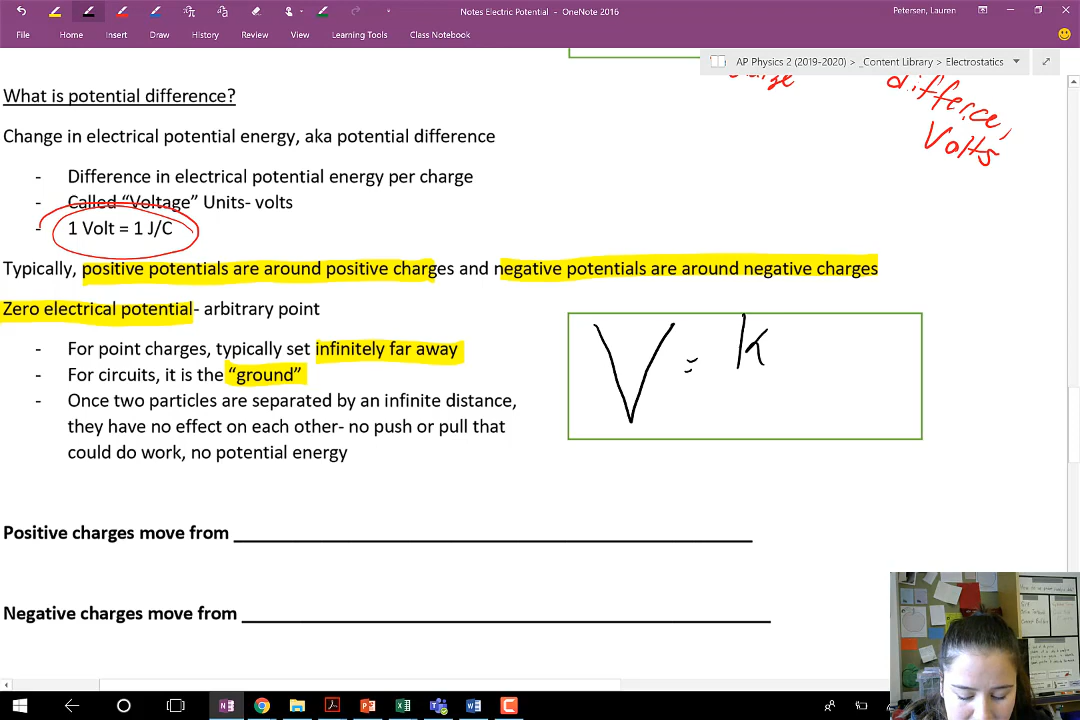 Notes Electric Potential - OneNote 2016
Petersen, Lauren
File Home Insert Draw History Review View Learning Tools Class Notebook
AP Physics 2 (2019-2020) > _Content Library > Electrostatics
difference,
Volts
What is potential difference?
Change in electrical potential energy, aka potential difference
- Difference in electrical potential energy per charge
- Called “Voltage” Units- volts
- 1 Volt = 1 J/C
Typically, positive potentials are around positive charges and negative potentials are around negative charges
Zero electrical potential- arbitrary point
- For point charges, typically set infinitely far away
- For circuits, it is the “ground”
- Once two particles are separated by an infinite distance,
they have no effect on each other- no push or pull that
could do work, no potential energy
V = k
Positive charges move from
Negative charges move from